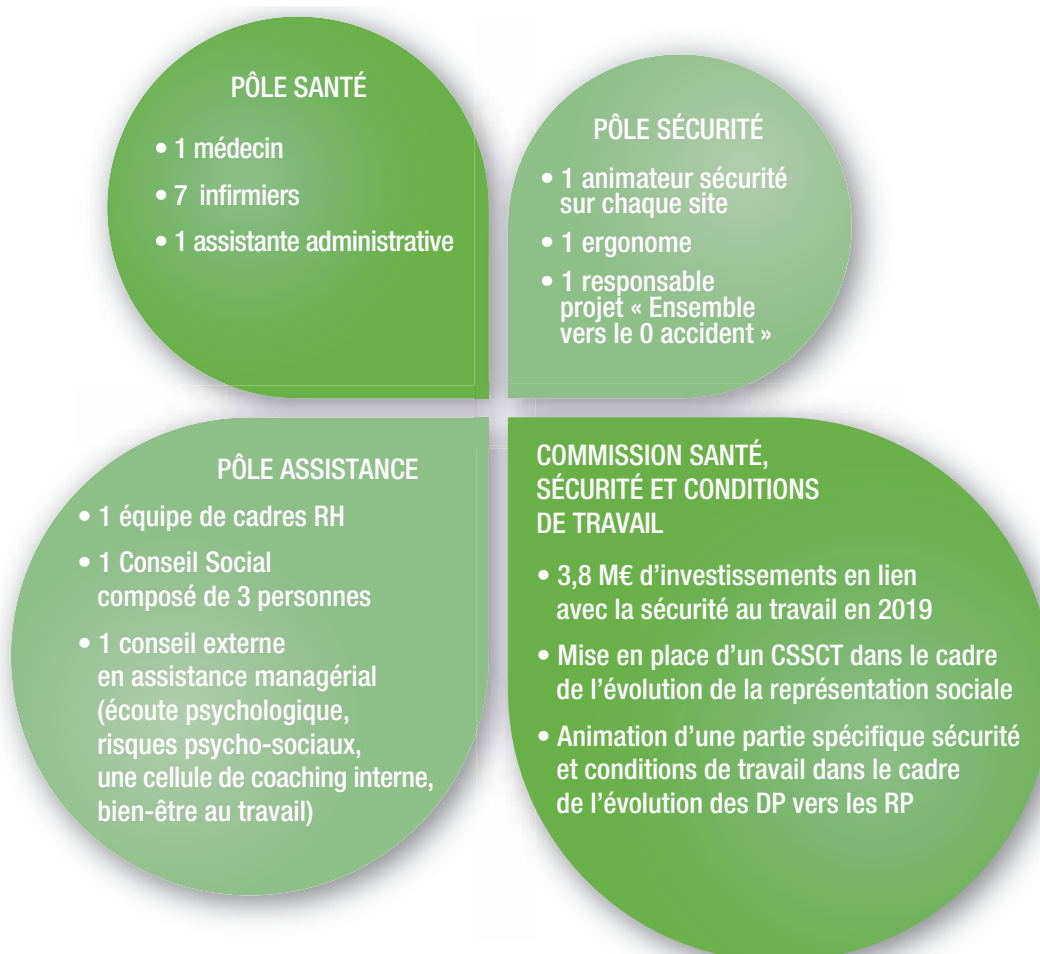 PÔLE SANTÉ
• 1 médecin
• 7 infirmiers
• 1 assistante administrative
PÔLE SÉCURITÉ
• 1 animateur sécurité
sur chaque site
• 1 ergonome
• 1 responsable
projet « Ensemble
vers le 0 accident »
PÔLE ASSISTANCE
• 1 équipe de cadres RH
• 1 Conseil Social
composé de 3 personnes
• 1 conseil externe
en assistance managérial
(écoute psychologique,
risques psycho-sociaux,
une cellule de coaching interne,
bien-être au travail)
COMMISSION SANTÉ,
SÉCURITÉ ET CONDITIONS
DE TRAVAIL
• 3,8 M€ d’investissements en lien
avec la sécurité au travail en 2019
• Mise en place d’un CSSCT dans le cadre
de l’évolution de la représentation sociale
• Animation d’une partie spécifique sécurité
et conditions de travail dans le cadre
de l’évolution des DP vers les RP